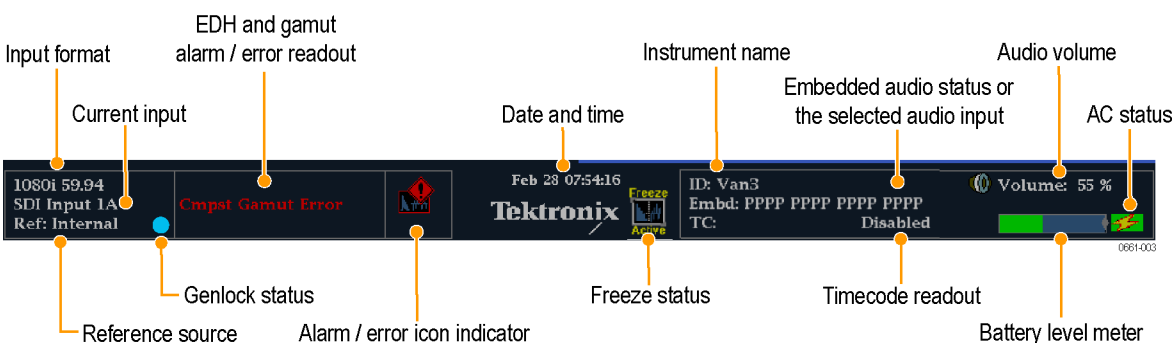 EDH and gamut
alarm / error readout
Input format
Current input
Instrument name
Audio volume
Date and time
Embedded audio status or
the selected audio input
AC status
1080i 59.94
SDI Input 1A
Ref: Internal
Cmpst Gamut Error
Feb 28 07:54:16
Tektronix
Freeze
Active
ID: Van3
Embd: PPPP PPPP PPPP PPPP
TC: Disabled
Volume: 55 %
0661-003
Genlock status
Freeze status
Timecode readout
Reference source
Alarm / error icon indicator
Battery level meter